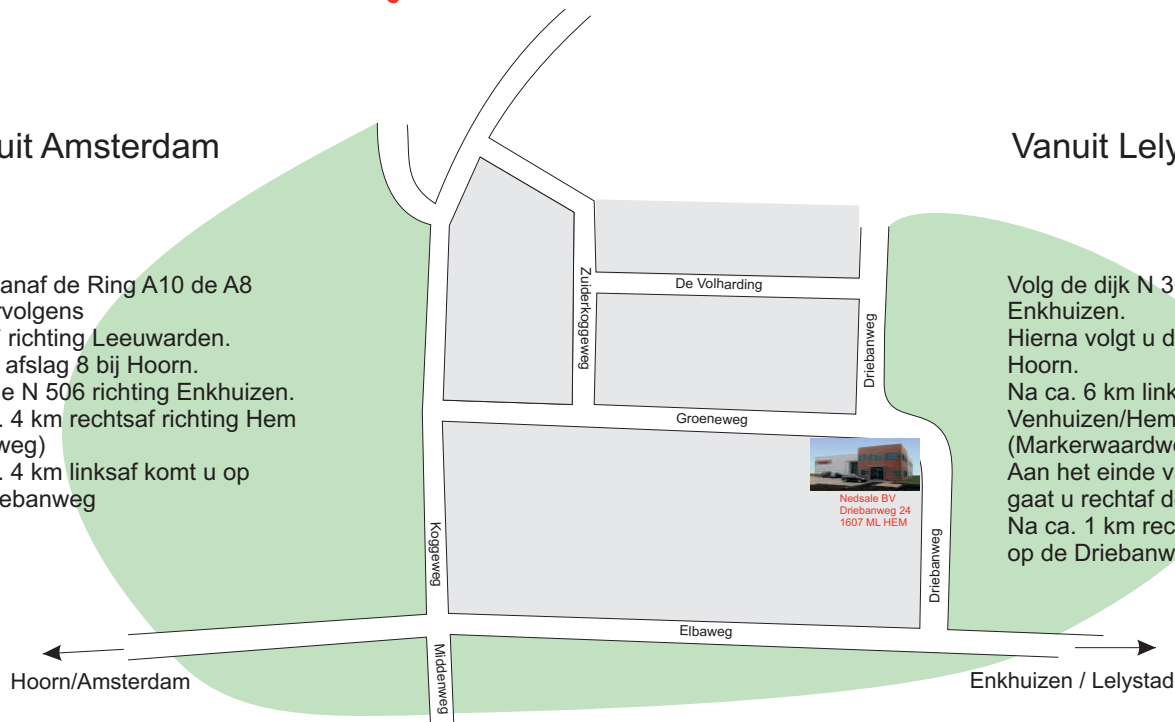 uit Amsterdam
anaf de Ring A10 de A8
rvolgens
richting Leeuwarden.
afslag 8 bij Hoorn.
e N 506 richting Enkhuizen.
. 4 km rechtsaf richting Hem
weg)
. 4 km linksaf komt u op
iebanweg
Vanuit Lely
Volg de dijk N 3
Enkhuizen.
Hierna volgt u d
Hoorn.
Na ca. 6 km link
Venhuizen/Hem
(Markerwaardwe
Aan het einde va
gaat u rechtaf de
Na ca. 1 km rec
op de Driebanw
De Volharding
Zuiderkoggeweg
Driebanweg
Groeneweg
Nedsale BV
Driebanweg 24
1607 ML HEM
Koggeweg
Driebanweg
Elbaweg
Middenweg
Hoorn/Amsterdam
Enkhuizen / Lelystad